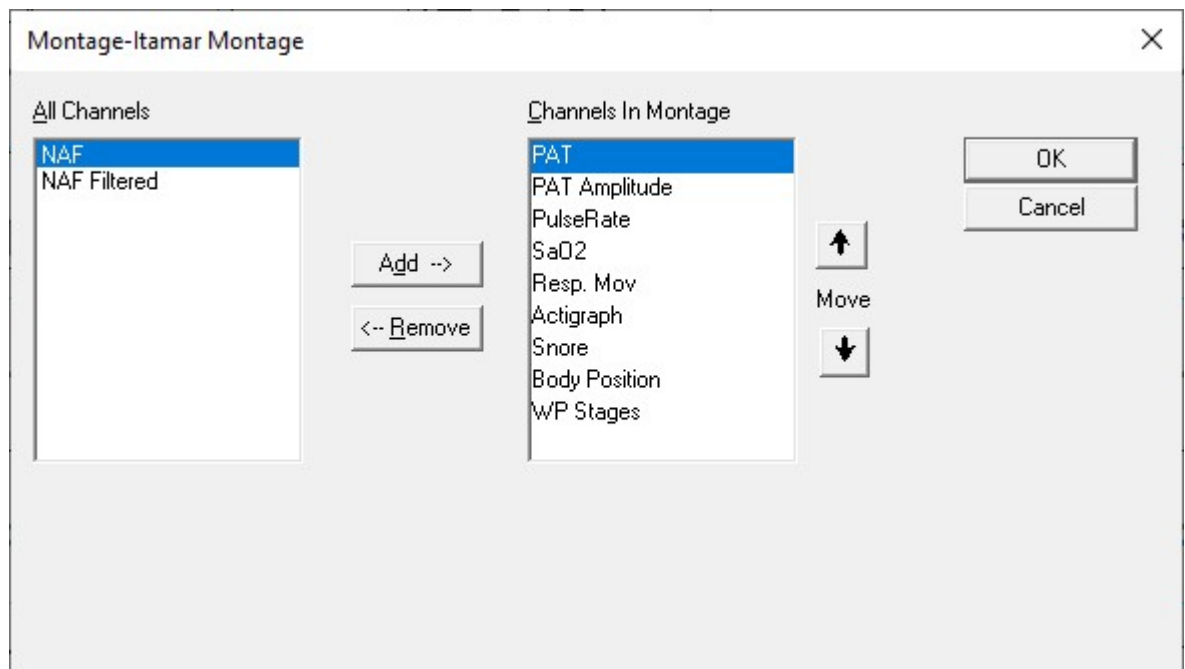 Montage-Itamar Montage
All Channels
NAF
NAF Filtered
Add -->
<-- Remove
Channels In Montage
PAT
PAT Amplitude
PulseRate
SaO2
Resp. Mov
Actigraph
Snore
Body Position
WP Stages
Move
OK
Cancel